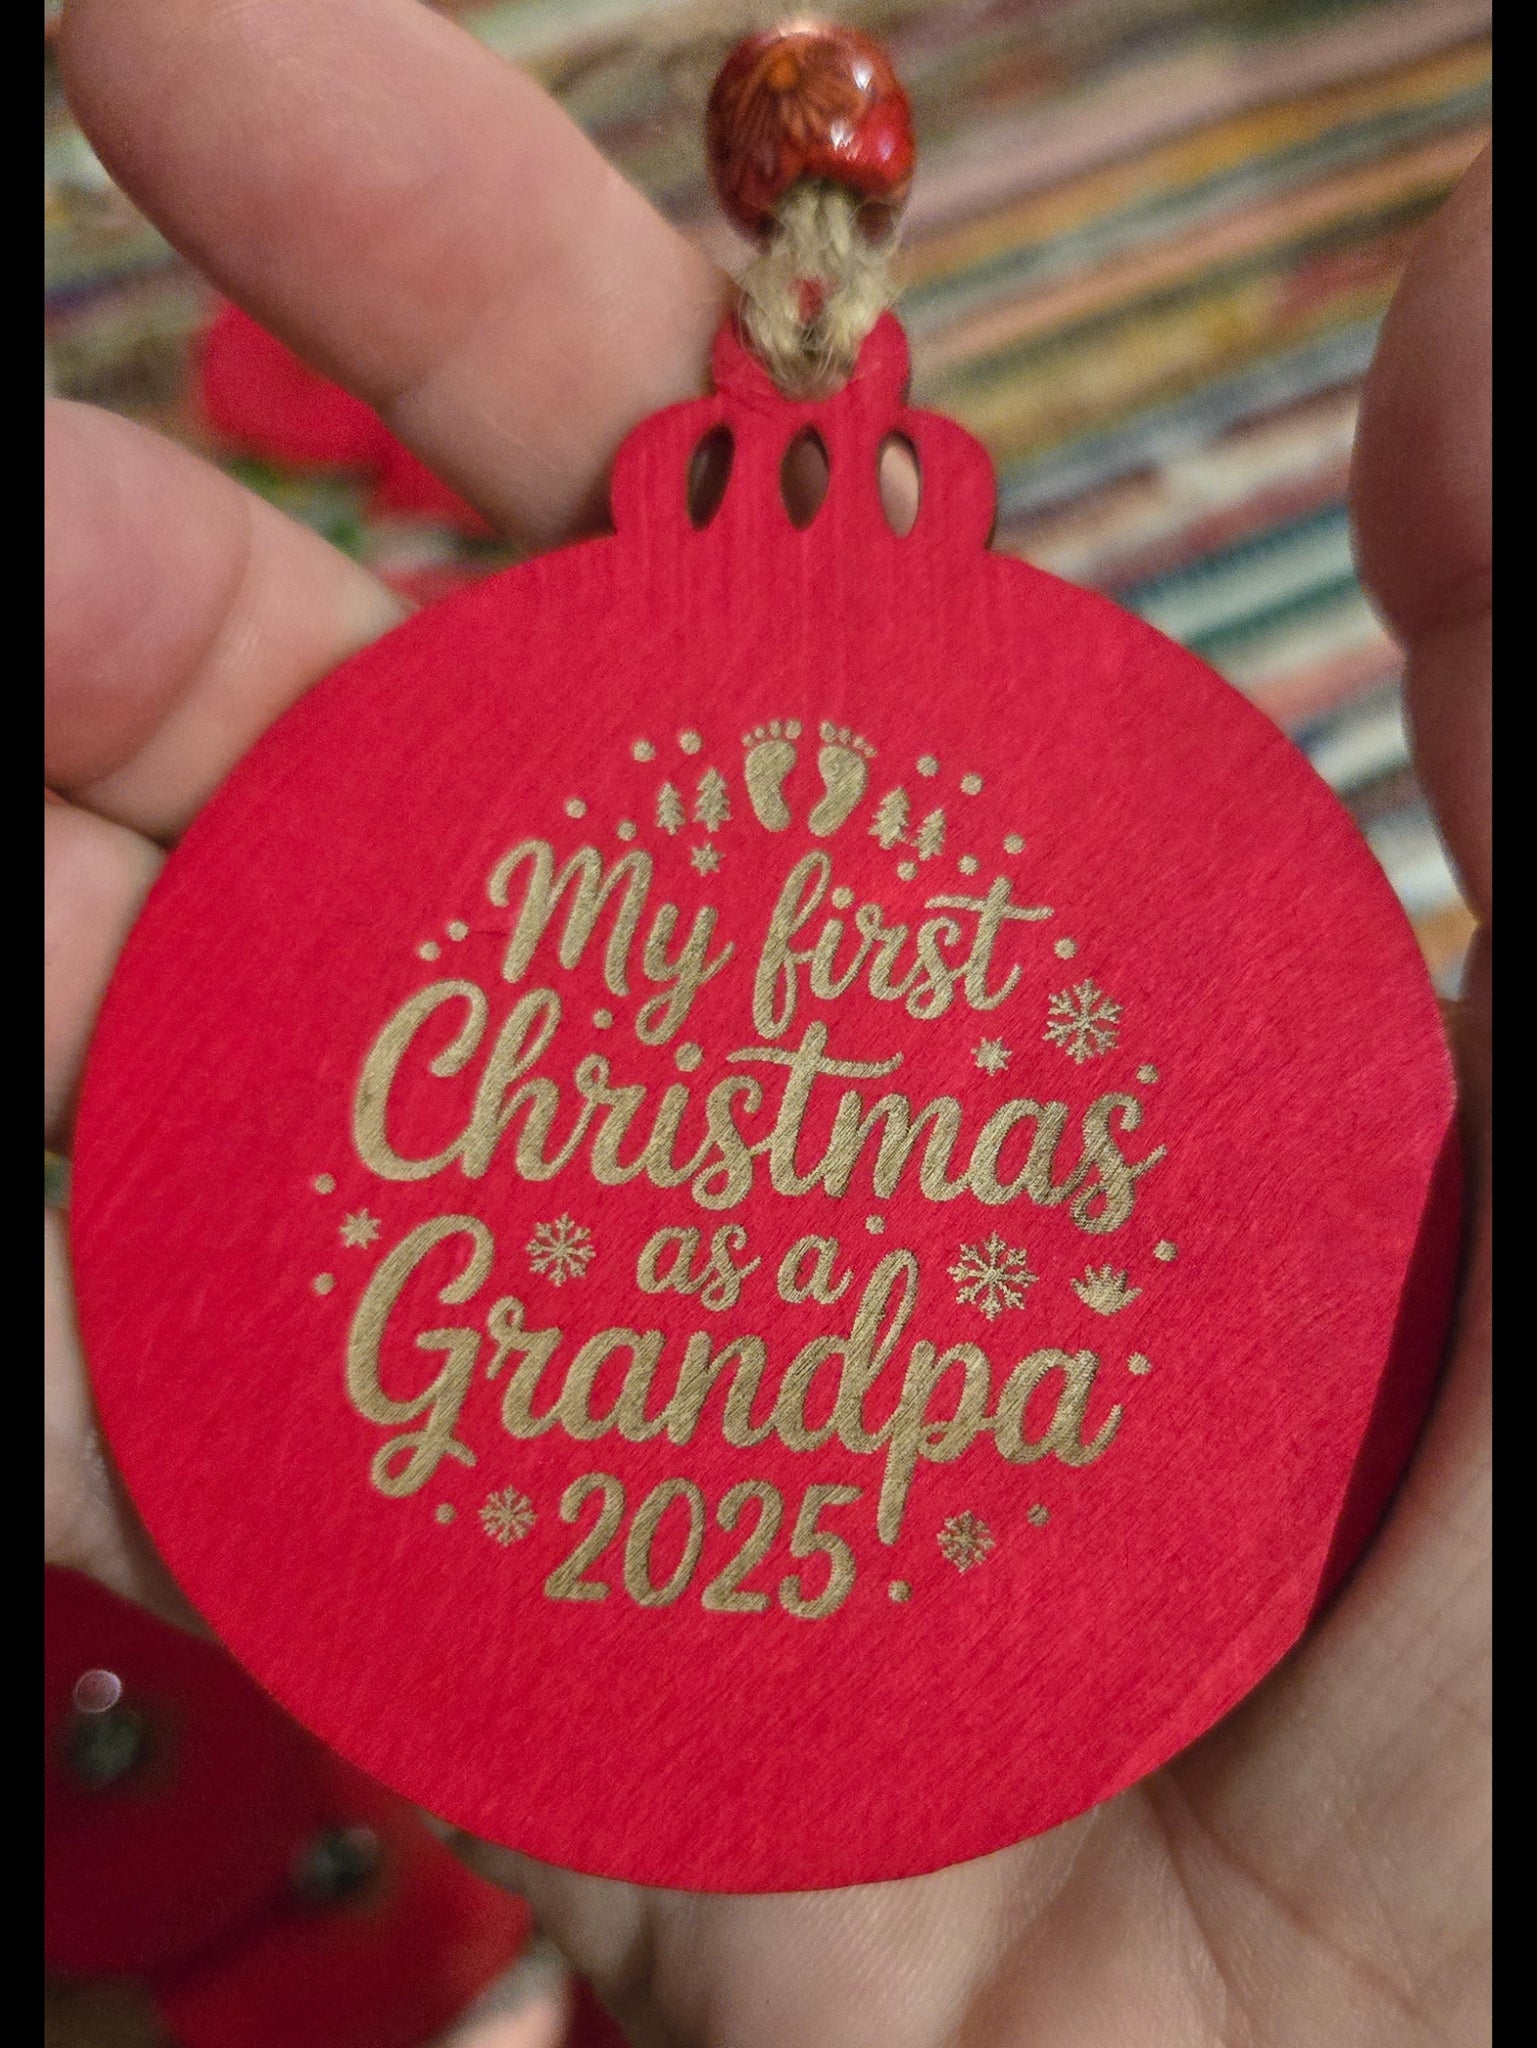 My first
Christmas
as a
Grandpa
2025